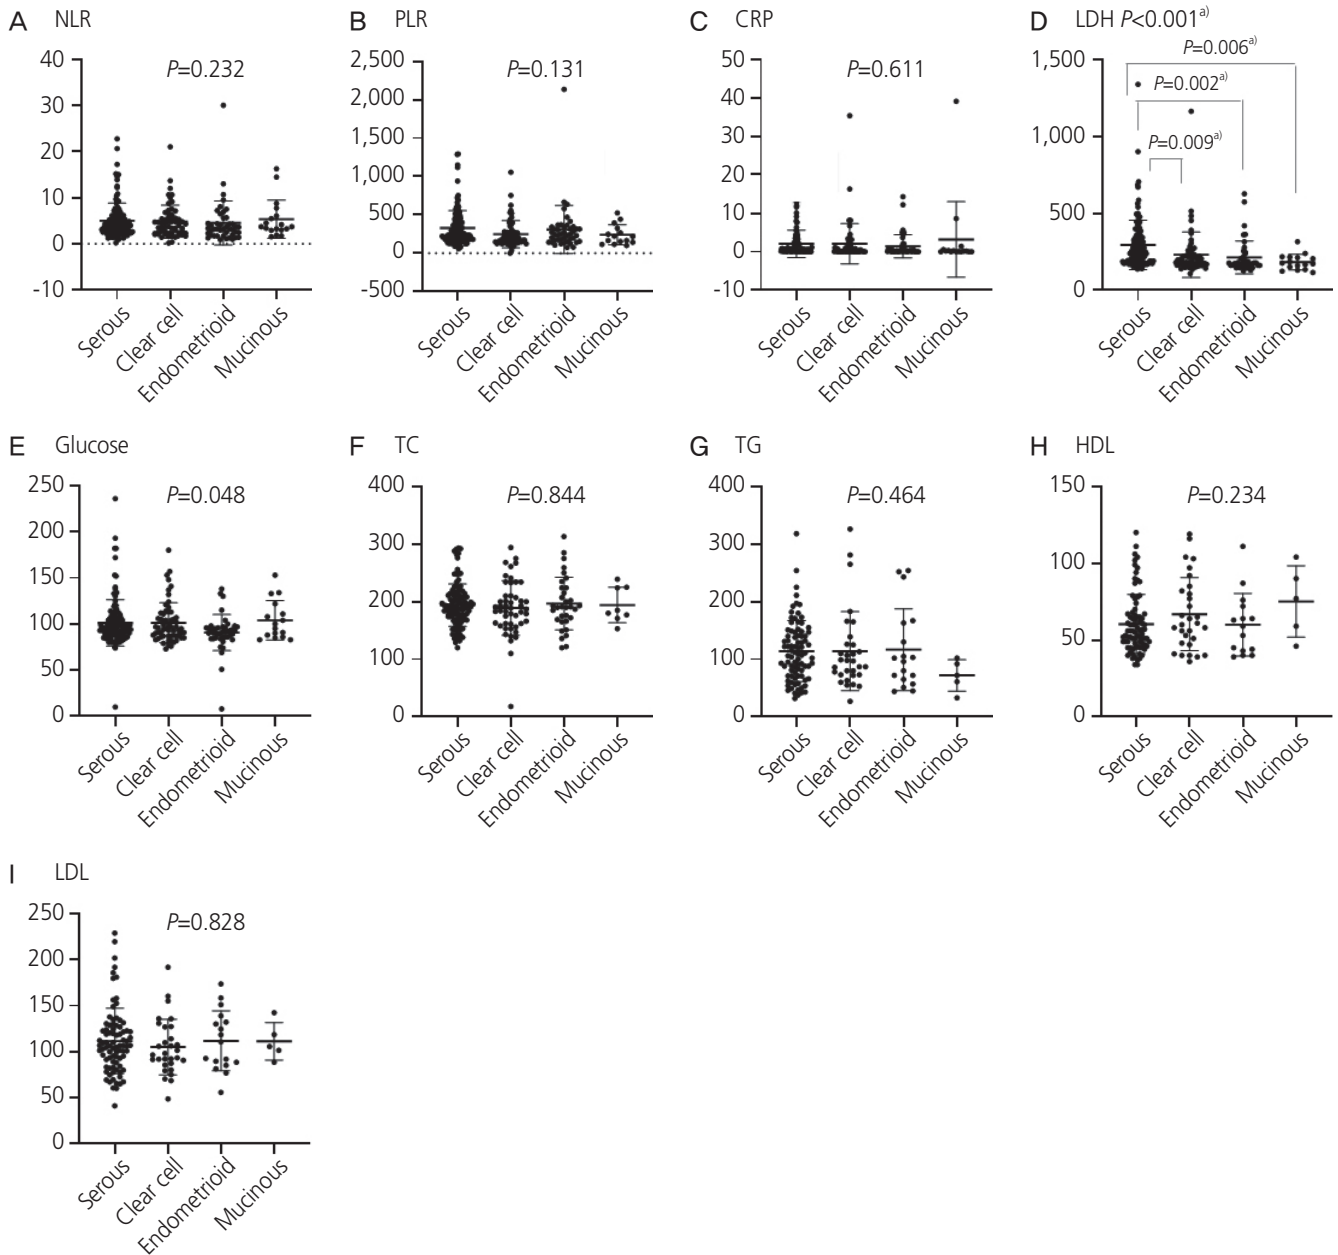 A NLR
P=0.232
40
30
20
10
0
-10
Serous
Clear cell
Endometrioid
Mucinous
B PLR
P=0.131
2,500
2,000
1,500
1,000
500
0
-500
Serous
Clear cell
Endometrioid
Mucinous
C CRP
P=0.611
50
40
30
20
10
0
-10
Serous
Clear cell
Endometrioid
Mucinous
D LDH P<0.001a)
P=0.006a)
P=0.002a)
P=0.009a)
1,500
1,000
500
0
Serous
Clear cell
Endometrioid
Mucinous
E Glucose
P=0.048
250
200
150
100
50
0
Serous
Clear cell
Endometrioid
Mucinous
F TC
P=0.844
400
300
200
100
0
Serous
Clear cell
Endometrioid
Mucinous
G TG
P=0.464
400
300
200
100
0
Serous
Clear cell
Endometrioid
Mucinous
H HDL
P=0.234
150
100
50
0
Serous
Clear cell
Endometrioid
Mucinous
I LDL
P=0.828
250
200
150
100
50
0
Serous
Clear cell
Endometrioid
Mucinous